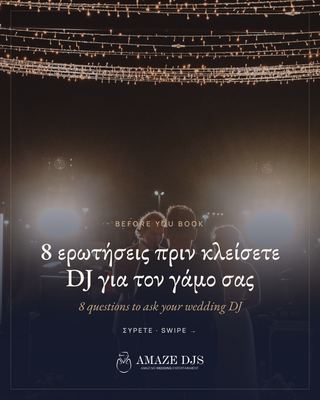 BEFORE YOU BOOK
8 ερωτήσεις πριν κλείσετε
DJ για τον γάμο σας
8 questions to ask your wedding DJ
ΣΥΡΕΤΕ · SWIPE →
AMAZE DJS
AMAZING WEDDING ENTERTAINMENT